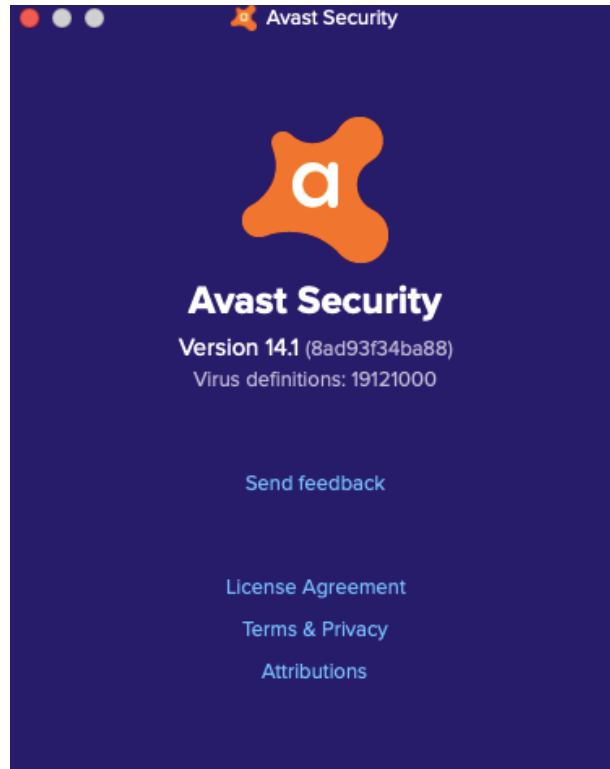 Avast Security
a
Avast Security
Version 14.1 (8ad93f34ba88)
Virus definitions: 19121000
Send feedback
License Agreement
Terms & Privacy
Attributions